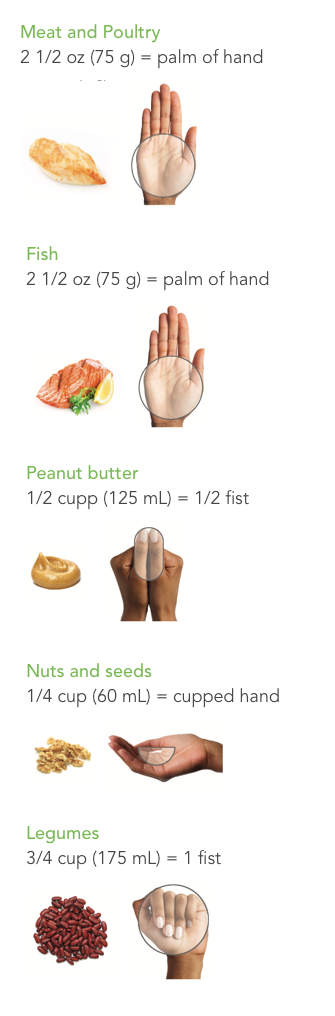 Meat and Poultry
2 1/2 oz (75 g) = palm of hand
Fish
2 1/2 oz (75 g) = palm of hand
Peanut butter
1/2 cupp (125 mL) = 1/2 fist
Nuts and seeds
1/4 cup (60 mL) = cupped hand
Legumes
3/4 cup (175 mL) = 1 fist